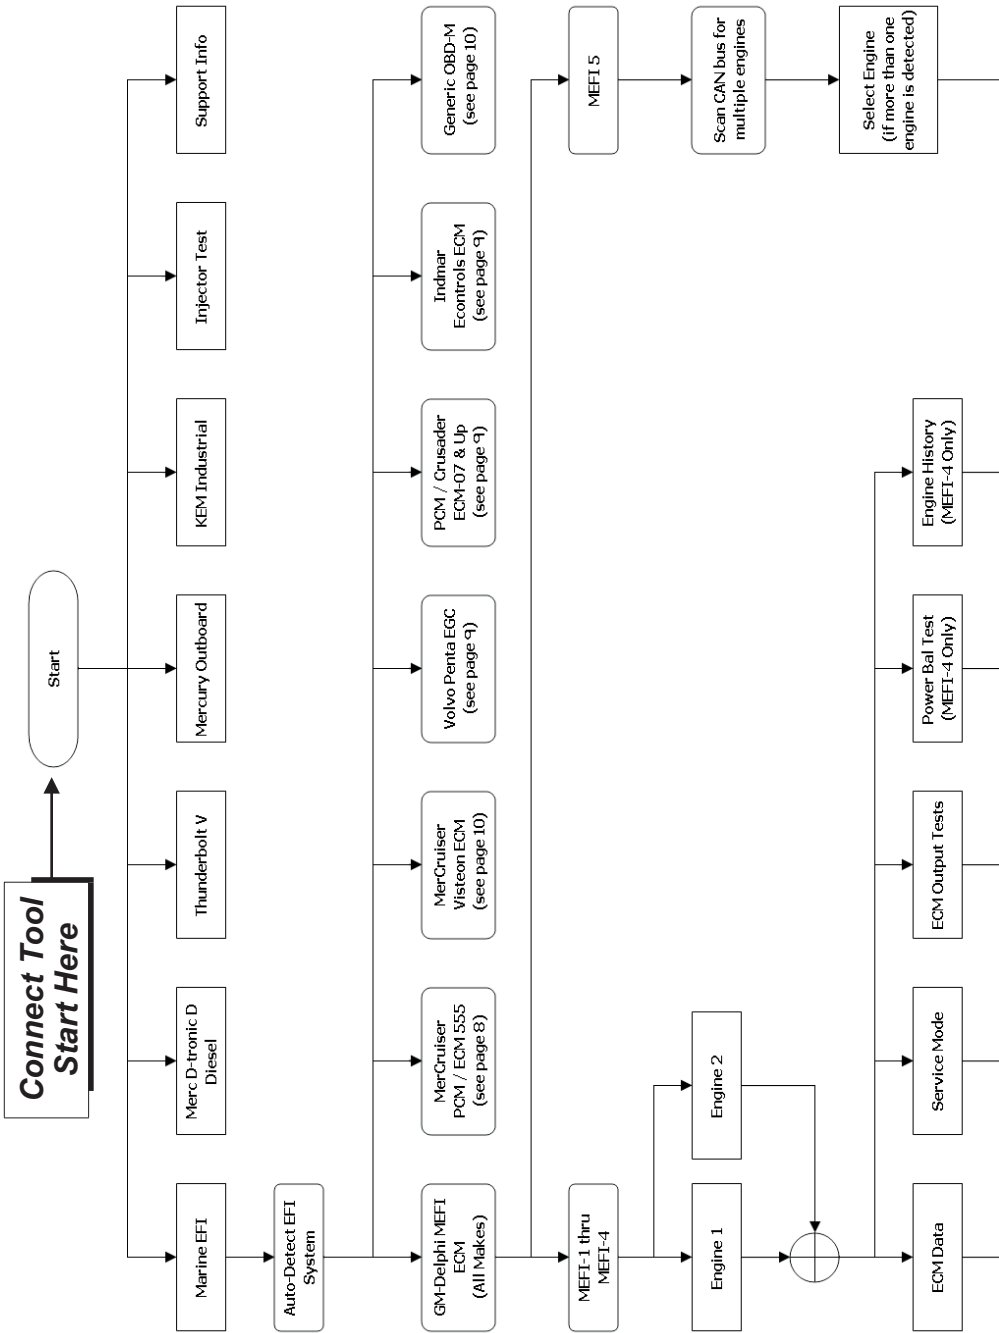 Connect Tool
Start Here
Start
Marine EFI
Merc D-tronic D
Diesel
Thunderbolt V
Mercury Outboard
KEM Industrial
Injector Test
Support Info
Auto-Detect EFI
System
GM-Delphi MEFI
ECM
(All Makes)
MerCruiser
PCM / ECM 555
(see page 8)
MerCruiser
Visteon ECM
(see page 10)
Volvo Penta EGC
(see page 9)
PCM / Crusader
ECM-07 & Up
(see page 9)
Indmar
Econtrols ECM
(see page 9)
Generic OBD-M
(see page 10)
MEFI-1 thru
MEFI-4
MEFI 5
Engine 1
Engine 2
Scan CAN bus for
multiple engines
Select Engine
(if more than one
engine is detected)
ECM Data
Service Mode
ECM Output Tests
Power Bal Test
(MEFI-4 Only)
Engine History
(MEFI-4 Only)